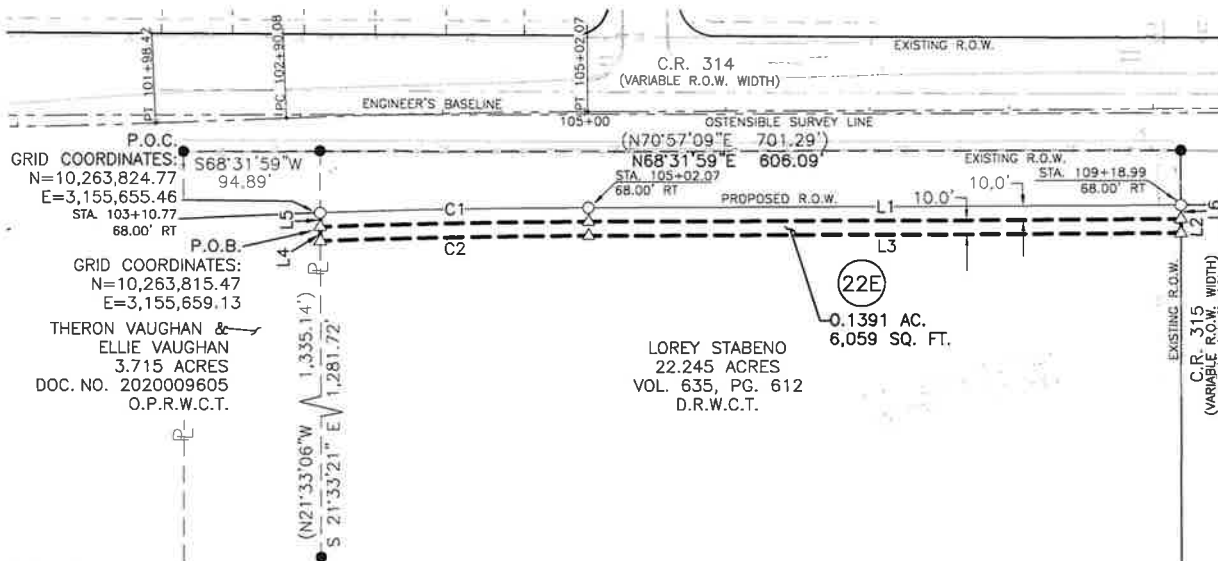 PT 101+98.42
PC 102+90.08
PT 105+02.07
EXISTING R.O.W.
C.R. 314
(VARIABLE R.O.W. WIDTH)
ENGINEER'S BASELINE
105+00
OSTENSIBLE SURVEY LINE
(N70°57'09"E 701.29')
N68°31'59"E 606.09'
P.O.C.
GRID COORDINATES:
N=10,263,824.77
E=3,155,655.46
STA. 103+10.77
68.00' RT
S68°31'59"W
94.89'
STA. 105+02.07
68.00' RT
EXISTING R.O.W.
STA. 109+18.99
68.00' RT
PROPOSED R.O.W.
10.0'
10.0'
C1
L1
L5
L6
L2
C2
L3
L4
P.O.B.
GRID COORDINATES:
N=10,263,815.47
E=3,155,659.13
PL
22E
0.1391 AC.
6,059 SQ. FT.
THERON VAUGHAN &
ELLIE VAUGHAN
3.715 ACRES
DOC. NO. 2020009605
O.P.R.W.C.T.
PL
(N21°33'06"W 1,335.14')
S 21°33'21" E 1,281.72'
LOREY STABENO
22.245 ACRES
VOL. 635, PG. 612
D.R.W.C.T.
EXISTING R.O.W.
C.R. 315
(VARIABLE R.O.W. WIDTH)